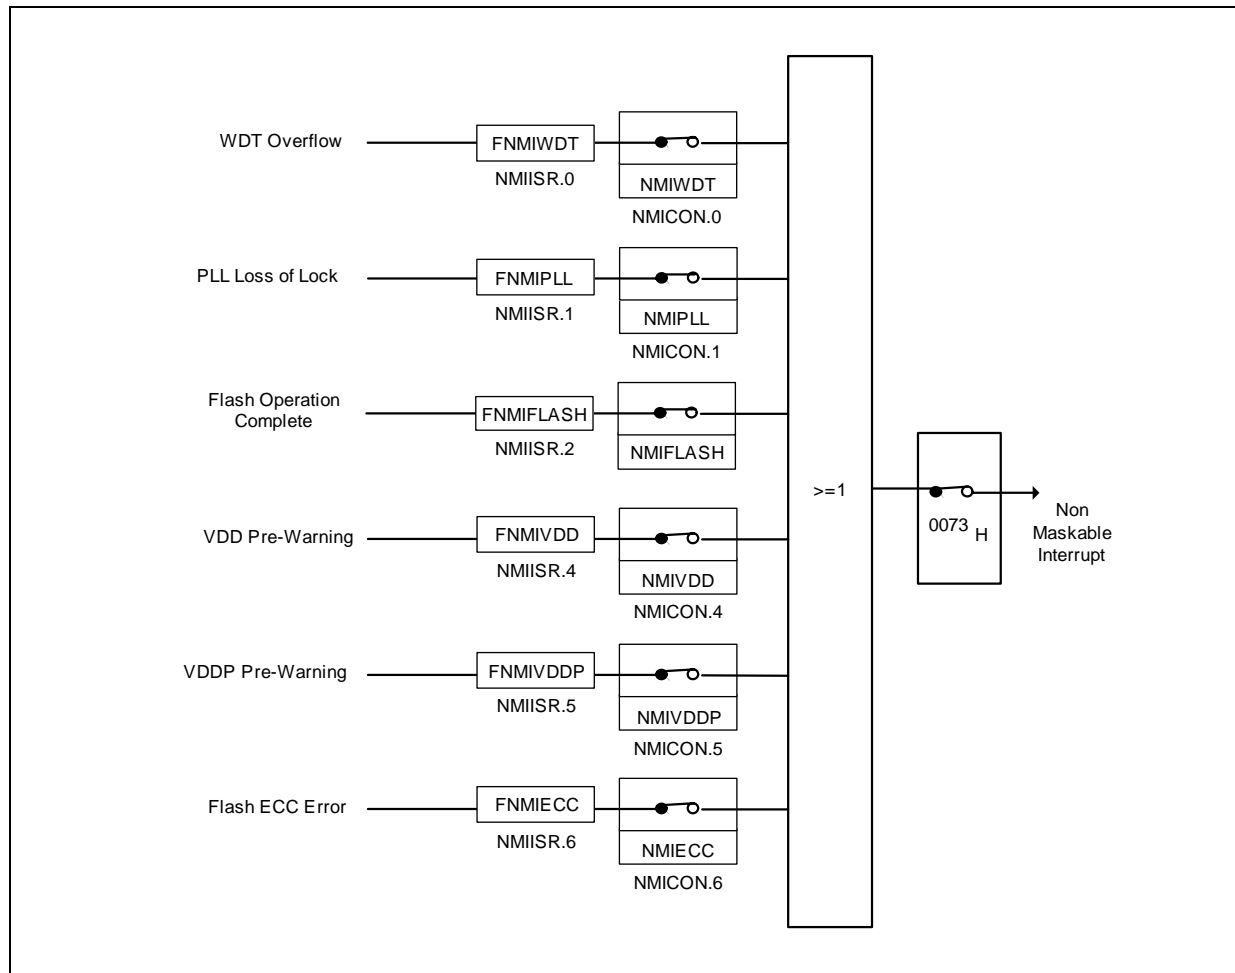 WDT Overflow
FNMIWDT
NMIISR.0
NMIWDT
NMICON.0
PLL Loss of Lock
FNMIPLL
NMIISR.1
NMIPLL
NMICON.1
Flash Operation
Complete
FNMIFLASH
NMIISR.2
NMIFLASH
VDD Pre-Warning
FNMIVDD
NMIISR.4
NMIVDD
NMICON.4
VDDP Pre-Warning
FNMIVDDP
NMIISR.5
NMIVDDP
NMICON.5
Flash ECC Error
FNMIECC
NMIISR.6
NMIECC
NMICON.6
>=1
0073 H
Non
Maskable
Interrupt